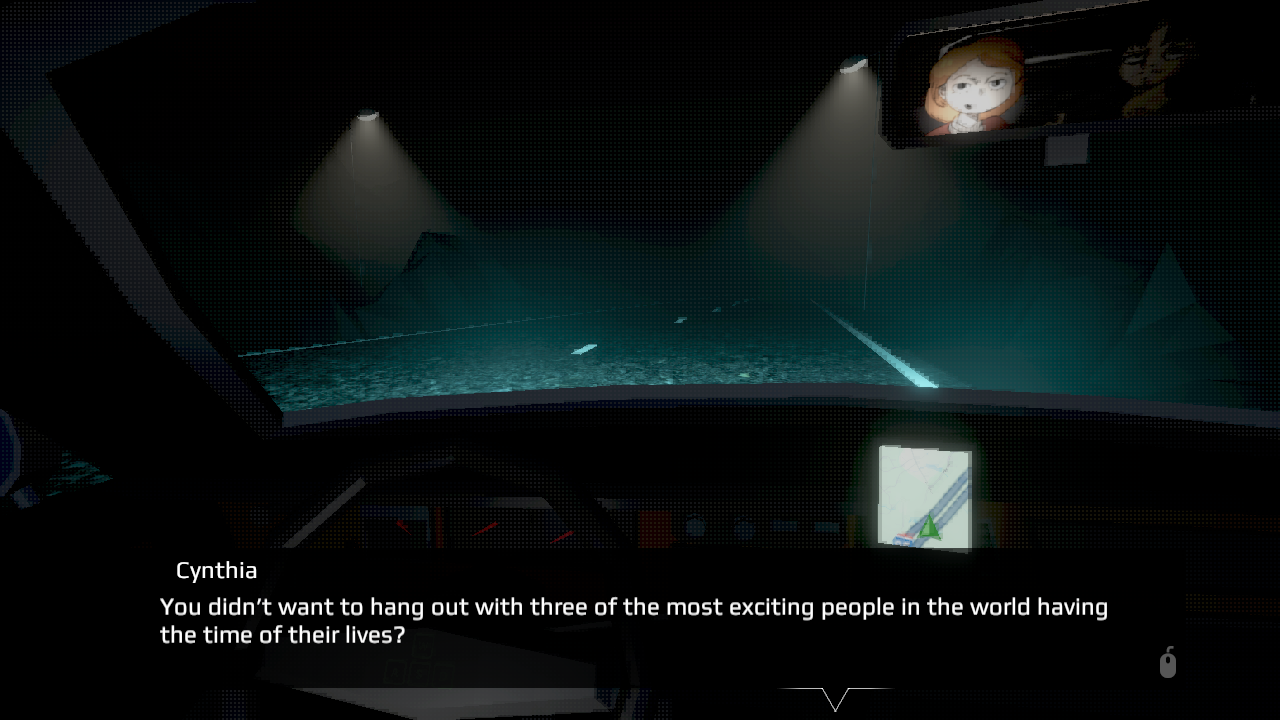 Cynthia
You didn't want to hang out with three of the most exciting people in the world having
the time of their lives?